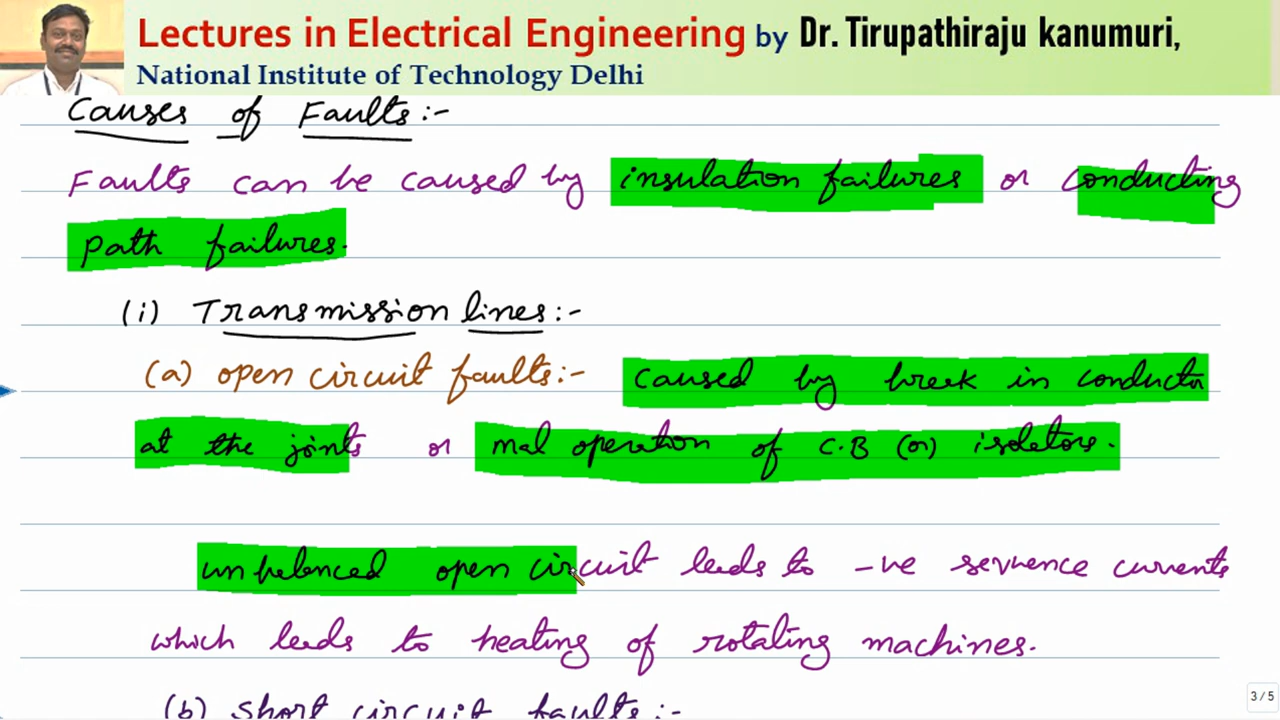 Lectures in Electrical Engineering by Dr. Tirupathiraju kanumuri,
National Institute of Technology Delhi
Causes of Faults:-
Faults can be caused by insulation failures or conducting
path failures.
(i) Transmission lines:-
(a) open circuit faults:- caused by break in conductor
at the joints or mal operation of C.B (or) isolators.
unbalanced open circuit leads to -ve sequence currents
which leads to heating of rotating machines.
(b) short circuit faults:-
3 / 5